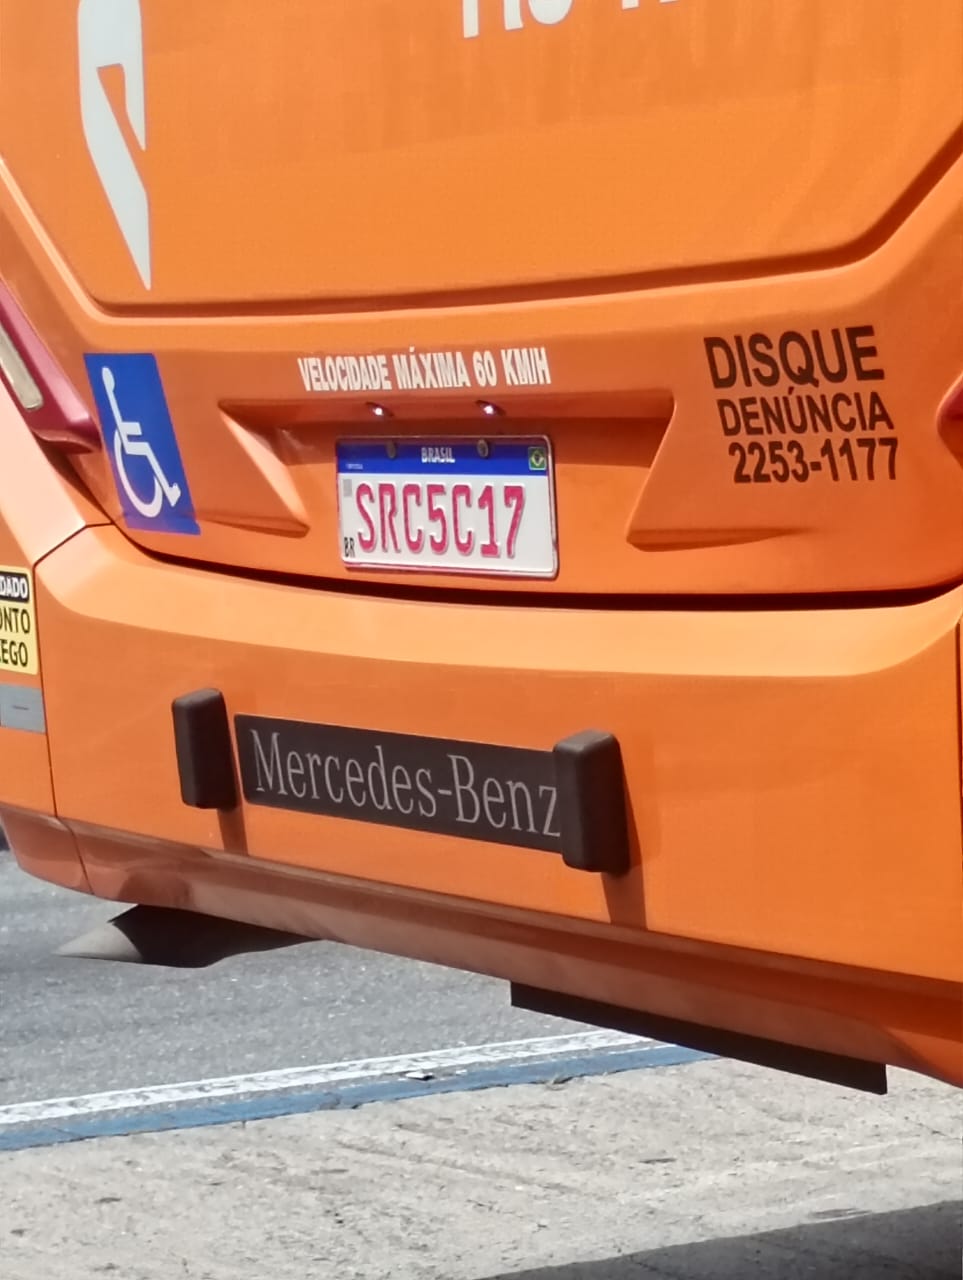 VELOCIDADE MÁXIMA 60 KM/H
DISQUE
DENÚNCIA
2253-1177
BRASIL
SRC5C17
BR
Mercedes-Benz